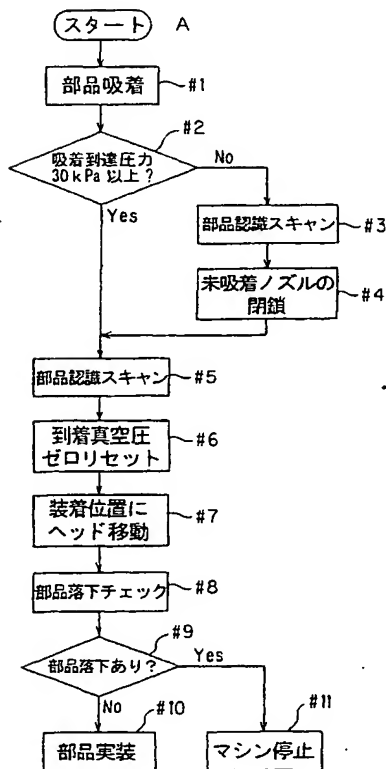 スタート A
部品吸着 #1
#2
吸着到達圧力
30kPa 以上?
No
Yes
部品認識スキャン #3
未吸着ノズルの
閉鎖
#4
部品認識スキャン #5
到着真空圧
ゼロリセット
#6
装着位置に
ヘッド移動
#7
部品落下チェック #8
#9
部品落下あり?
Yes
No
#10
部品実装
#11
マシン停止